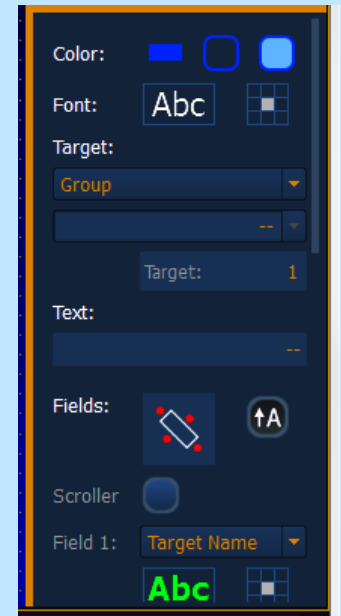 Color:
Font: Abc
Target:
Group
--
Target: 1
Text:
--
Fields: A
Scroller
Field 1: Target Name
Abc